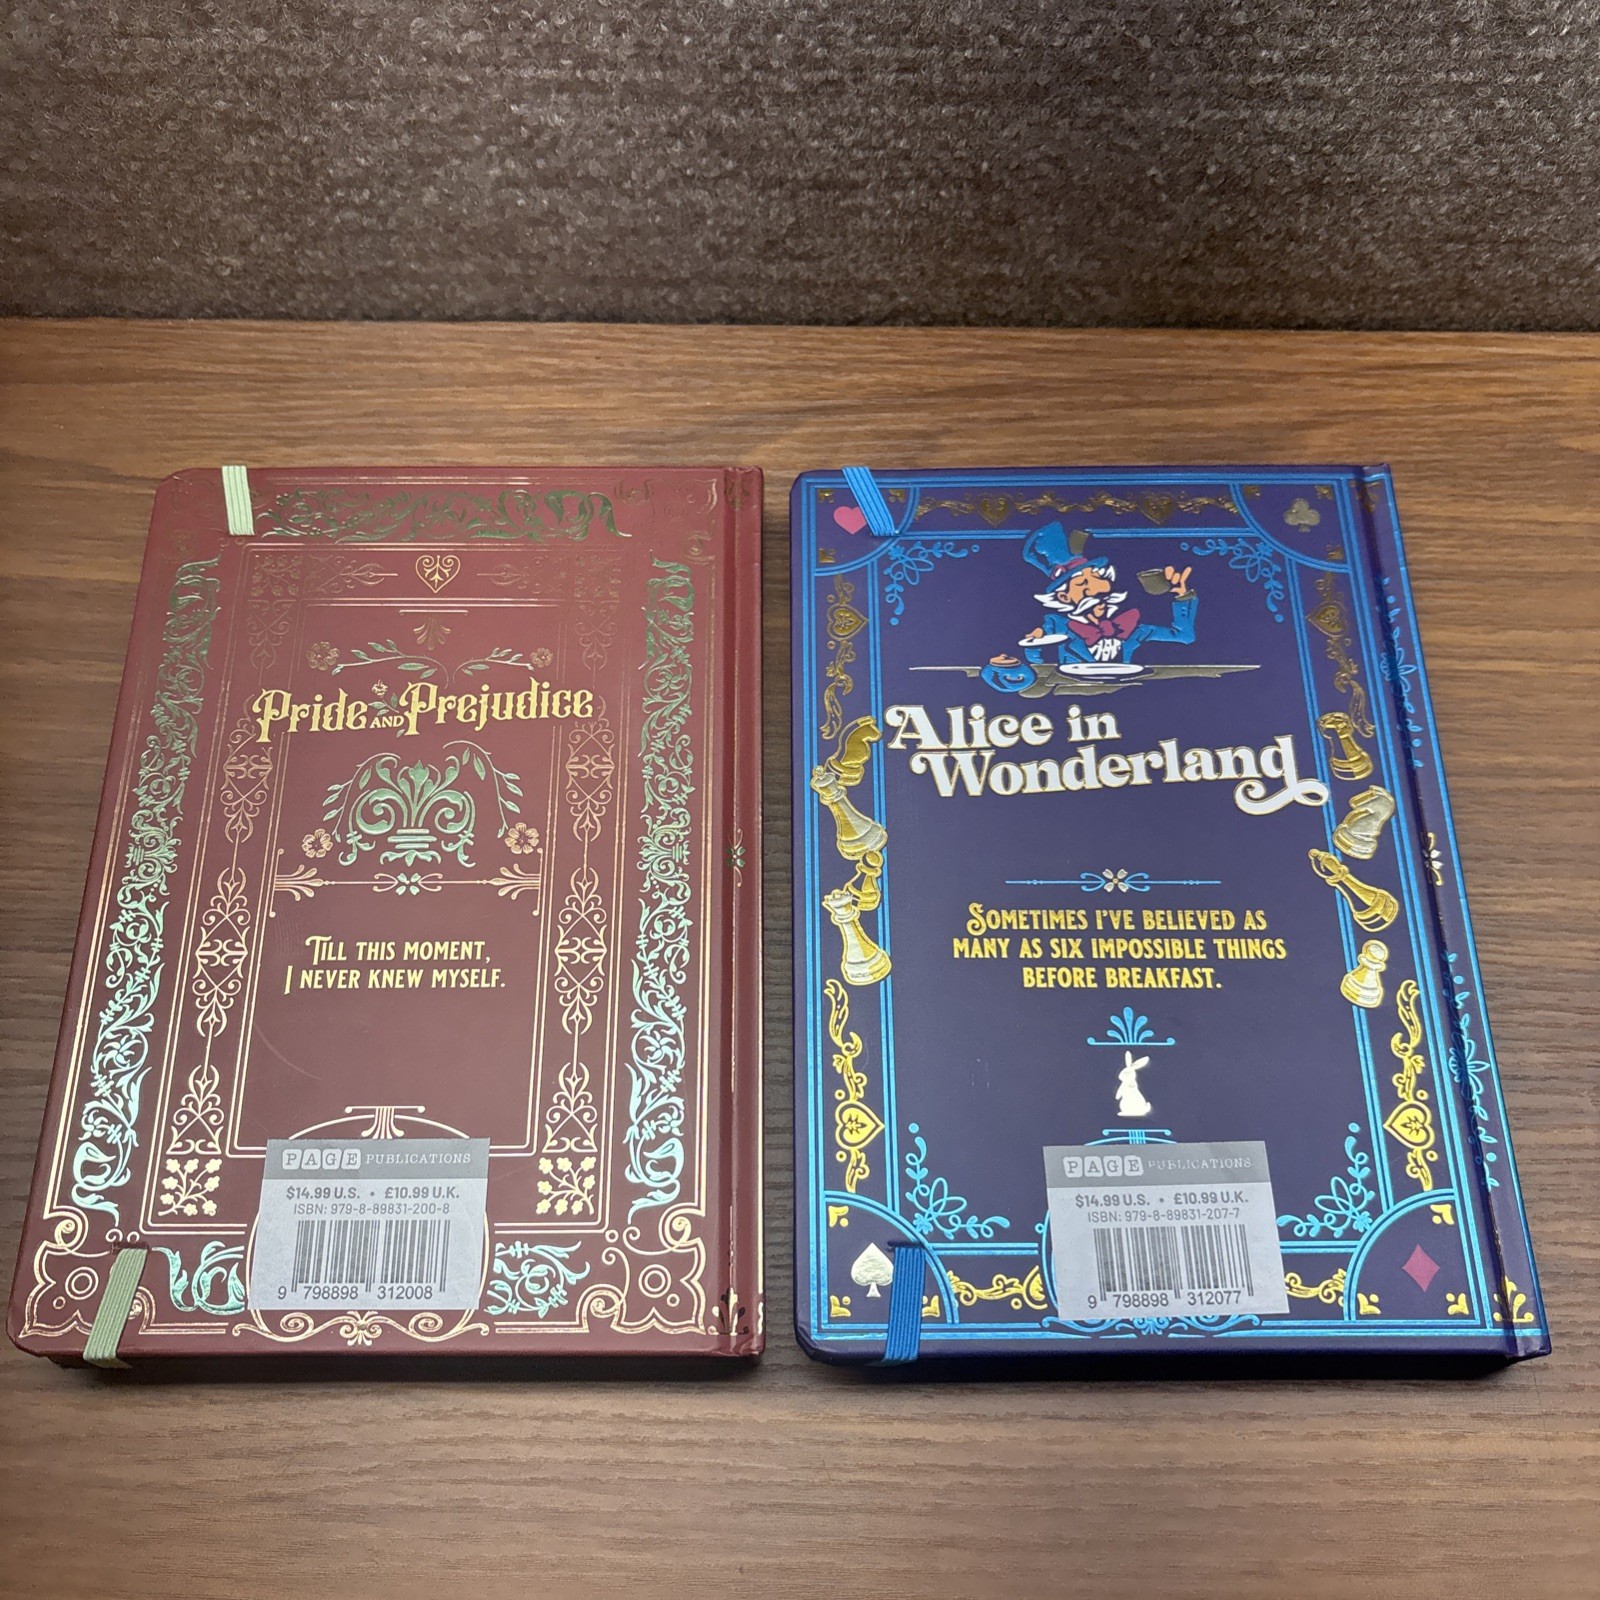 Pride AND Prejudice
TILL THIS MOMENT,
I NEVER KNEW MYSELF.
PAGE PUBLICATIONS
$14.99 U.S. • £10.99 U.K.
ISBN: 979-8-89831-200-8
9 798898 312008
Alice in
Wonderland
SOMETIMES I'VE BELIEVED AS
MANY AS SIX IMPOSSIBLE THINGS
BEFORE BREAKFAST.
PAGE PUBLICATIONS
$14.99 U.S. • £10.99 U.K.
ISBN: 979-8-89831-207-7
9 798898 312077